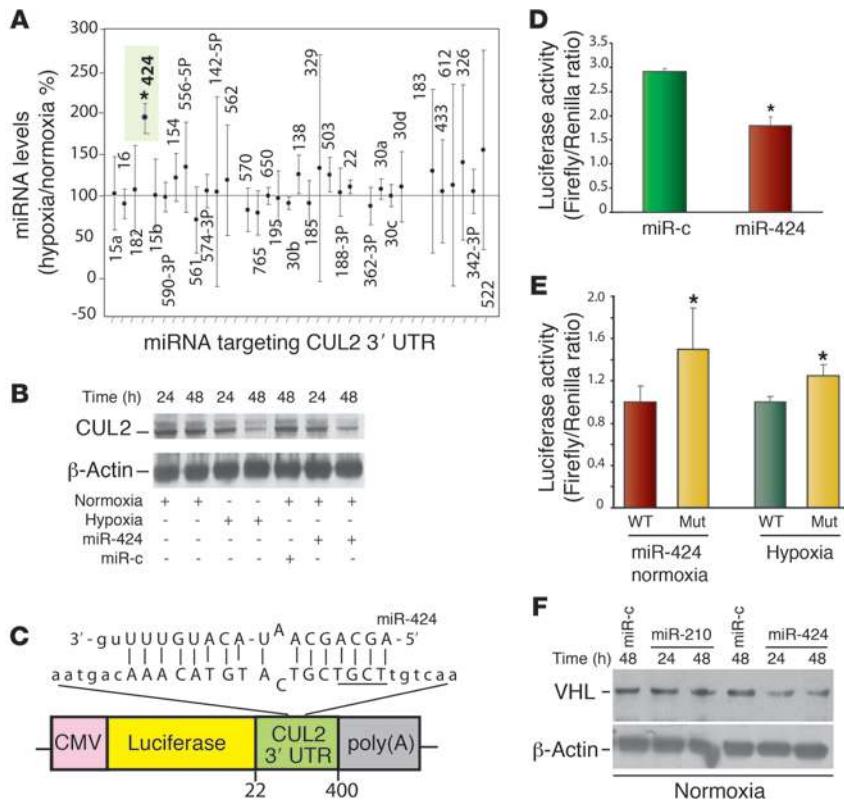 A
miRNA levels
(hypoxia/normoxia %)
300
250
200
150
100
50
0
-50
15a
16
182
* 424
15b
590-3P
154
556-5P
561
574-3P
142-5P
562
570
765
650
195
30b
138
185
329
503
188-3P
22
362-3P
30a
30c
30d
183
433
612
326
342-3P
522
miRNA targeting CUL2 3′ UTR
B
Time (h) 24 48 24 48 48 24 48
CUL2
β-Actin
Normoxia + + - - + + +
Hypoxia - - + + - - -
miR-424 - - - - - + +
miR-c - - - - + - -
C
miR-424
3′-guUUUGUACA-UAACGACGA-5′
aatgacAAACAUGTACTGCTGCTtgtcaa
CMV
Luciferase
CUL2
3′ UTR
poly(A)
22
400
D
Luciferase activity
(Firefly/Renilla ratio)
3.5
3.0
2.5
2.0
1.5
1.0
0.5
0
*
miR-c
miR-424
E
Luciferase activity
(Firefly/Renilla ratio)
2.0
1.6
1.2
0.8
0.4
0
*
*
WT Mut WT Mut
miR-424
normoxia
Hypoxia
F
miR-c
miR-210
miR-c
miR-424
Time (h) 48 24 48 48 24 48
VHL
β-Actin
Normoxia